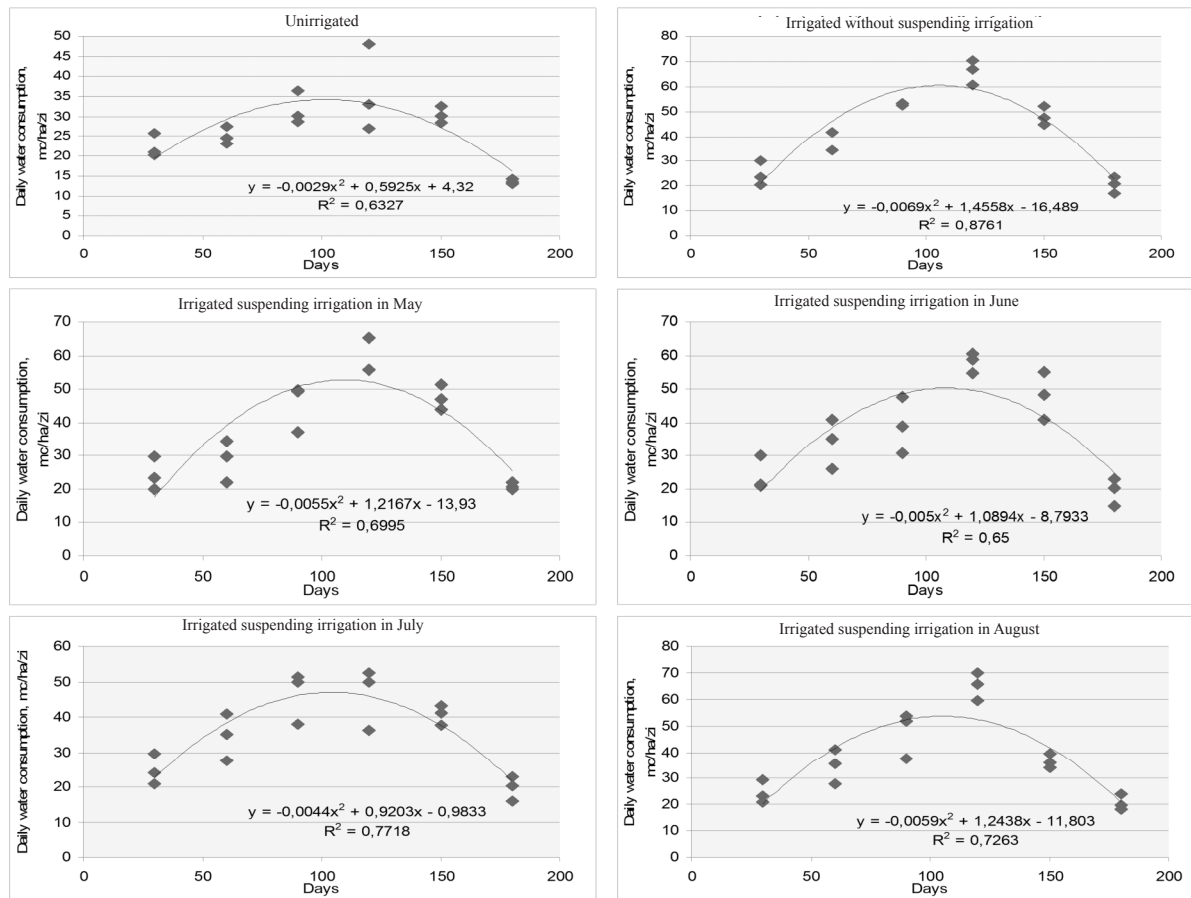 Unirrigated
Daily water consumption,
mc/ha/zi
50
45
40
35
30
25
20
15
10
5
0
y = -0,0029x² + 0,5925x + 4,32
R² = 0,6327
0 50 100 150 200
Days
Irrigated without suspending irrigation
Daily water consumption,
mc/ha/zi
80
70
60
50
40
30
20
10
0
y = -0,0069x² + 1,4558x - 16,489
R² = 0,8761
0 50 100 150 200
Days
Irrigated suspending irrigation in May
Daily water consumption,
mc/ha/zi
70
60
50
40
30
20
10
0
y = -0,0055x² + 1,2167x - 13,93
R² = 0,6995
0 50 100 150 200
Days
Irrigated suspending irrigation in June
Daily water consumption,
mc/ha/zi
70
60
50
40
30
20
10
0
y = -0,005x² + 1,0894x - 8,7933
R² = 0,65
0 50 100 150 200
Days
Irrigated suspending irrigation in July
Daily water consumption, mc/ha/zi
60
50
40
30
20
10
0
y = -0,0044x² + 0,9203x - 0,9833
R² = 0,7718
0 50 100 150 200
Days
Irrigated suspending irrigation in August
Daily water consumption,
mc/ha/zi
80
70
60
50
40
30
20
10
0
y = -0,0059x² + 1,2438x - 11,803
R² = 0,7263
0 50 100 150 200
Days